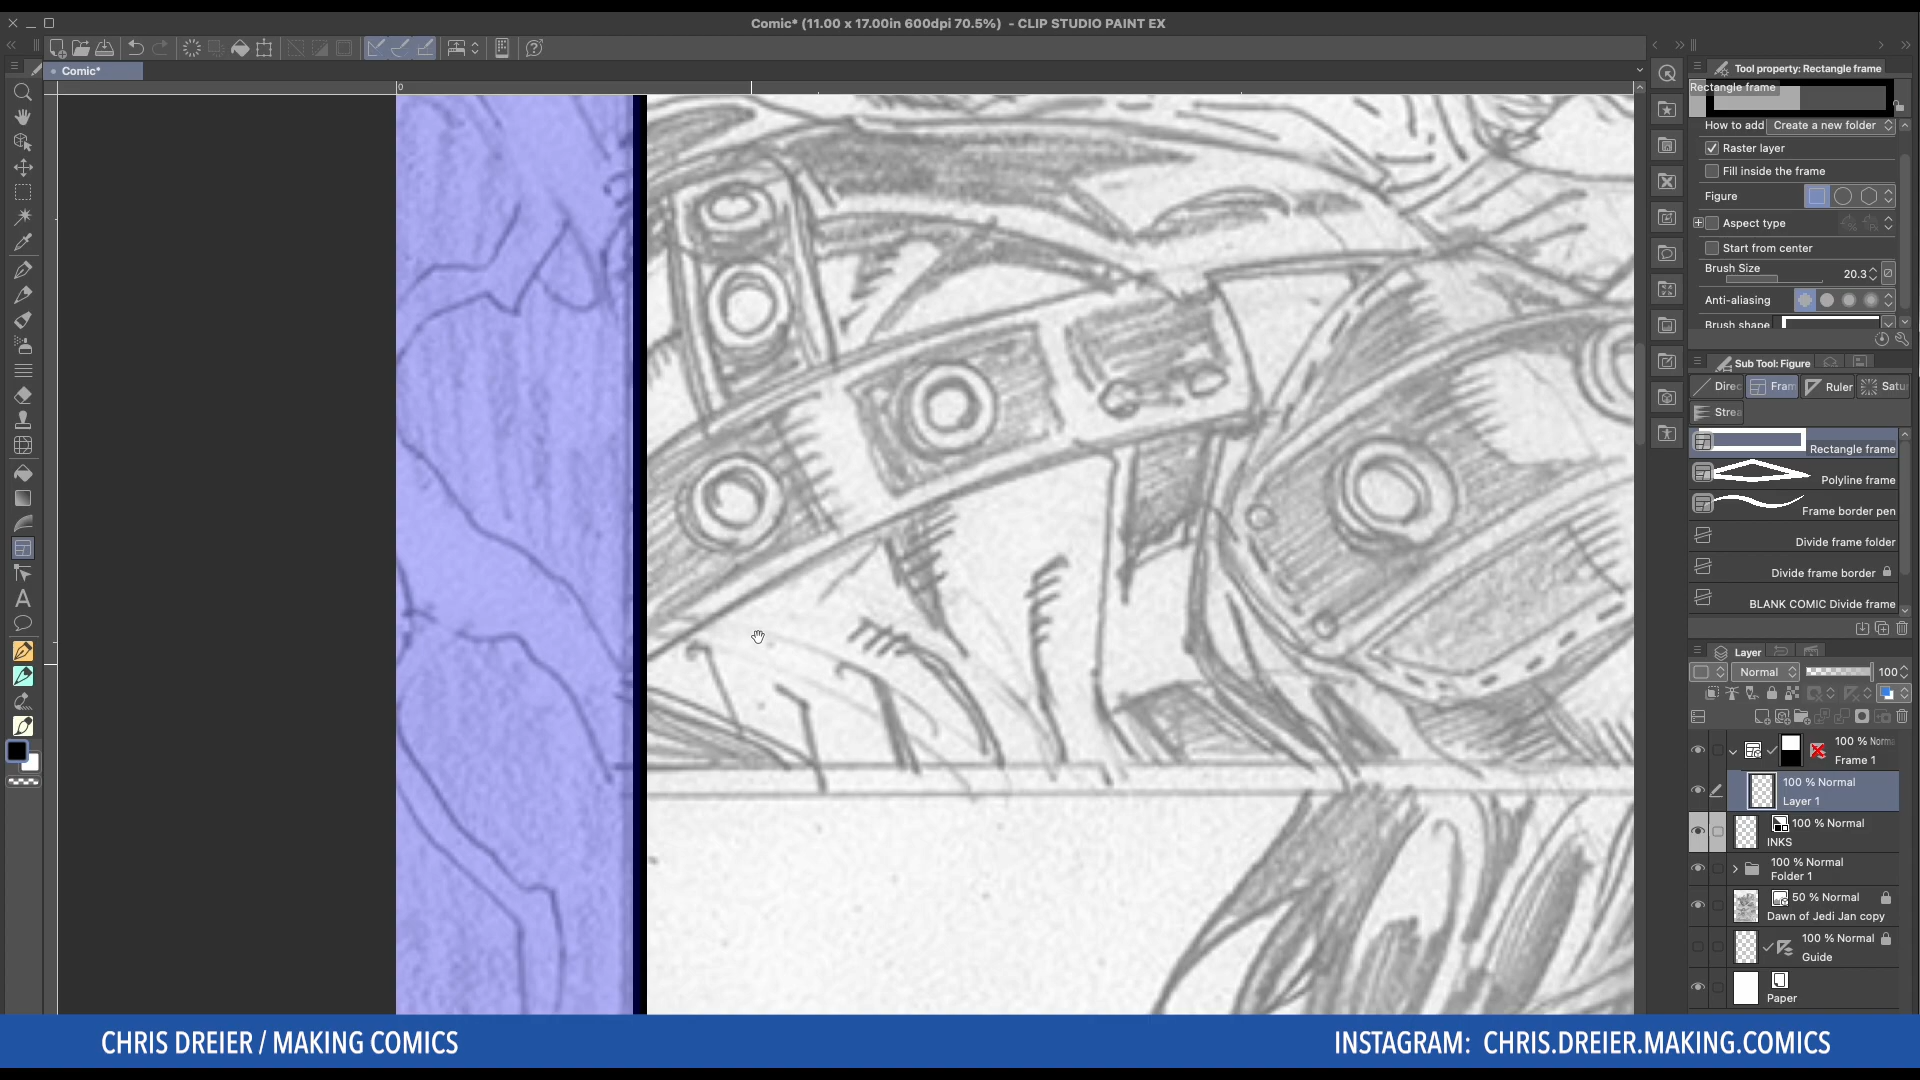 Comic* (11.00 x 17.00in 600dpi 70.5%) - CLIP STUDIO PAINT EX
Comic*
0
Tool property: Rectangle frame
Rectangle frame
How to add Create a new folder
Raster layer
Fill inside the frame
Figure
Aspect type
Start from center
Brush Size 20.3
Anti-aliasing
Brush shape
Sub Tool: Figure
Direc Fram Ruler Satu
Strea
Rectangle frame
Polyline frame
Frame border pen
Divide frame folder
Divide frame border
BLANK COMIC Divide frame
Layer
Normal 100
100 % Norma
Frame 1
100 % Normal
Layer 1
100 % Normal
INKS
100 % Normal
Folder 1
50 % Normal
Dawn of Jedi Jan copy
100 % Normal
Guide
Paper
CHRIS DREIER / MAKING COMICS
INSTAGRAM: CHRIS.DREIER.MAKING.COMICS